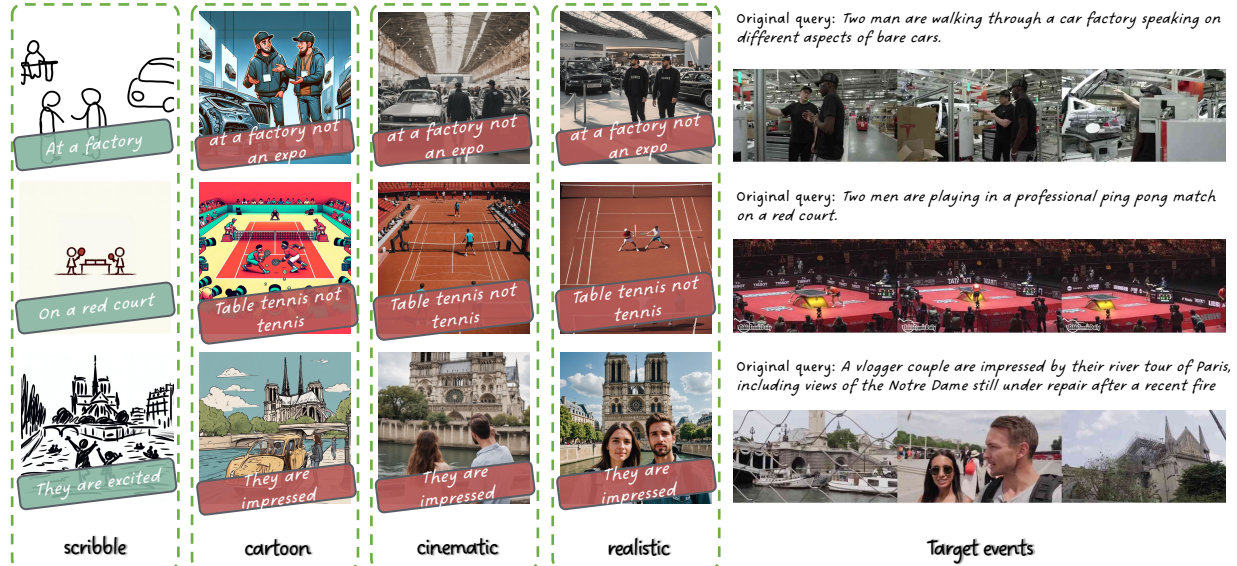 Original query: Two man are walking through a car factory speaking on
different aspects of bare cars.
At a factory
at a factory not
an expo
at a factory not
an expo
at a factory not
an expo
Original query: Two men are playing in a professional ping pong match
on a red court.
On a red court
Table tennis not
tennis
Table tennis not
tennis
Table tennis not
tennis
Original query: A vlogger couple are impressed by their river tour of Paris,
including views of the Notre Dame still under repair after a recent fire
They are excited
They are
impressed
They are
impressed
They are
impressed
scribble
cartoon
cinematic
realistic
Target events